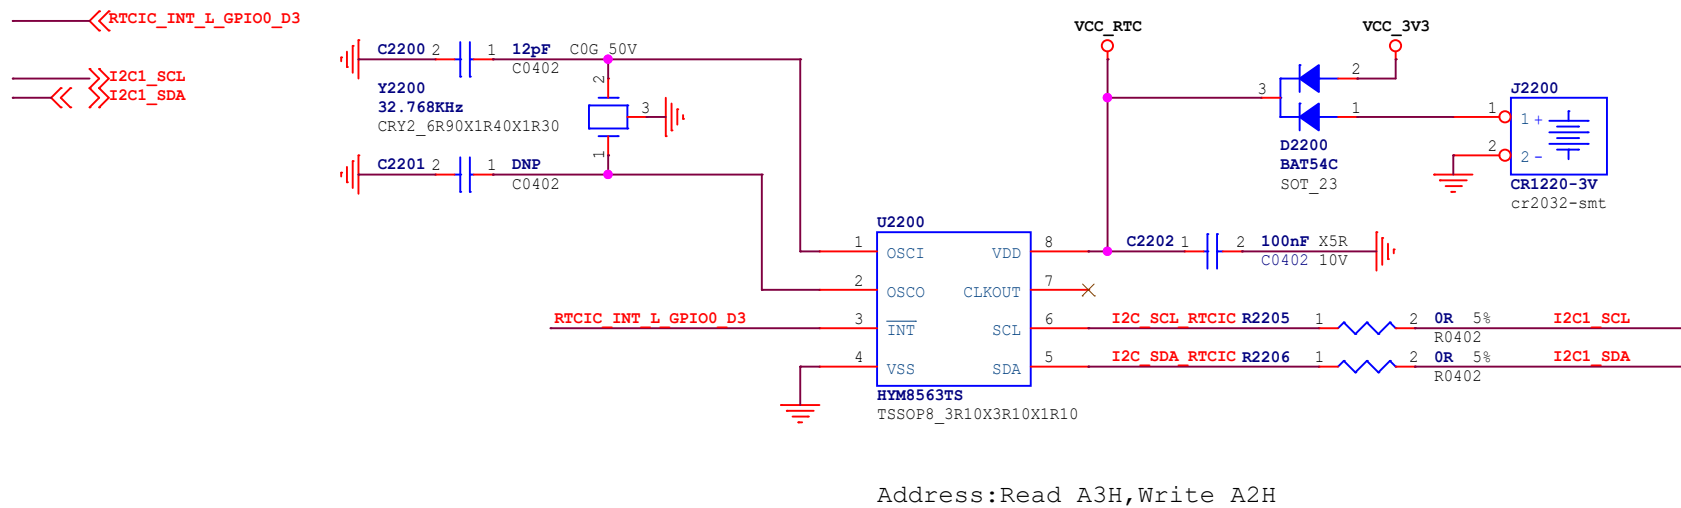 RTCIC_INT_L_GPIO0_D3
I2C1_SCL
I2C1_SDA
C2200 2 1 12pF C0G 50V
C0402
Y2200
32.768KHz
CRY2_6R90X1R40X1R30
2
3
1
C2201 2 1 DNP
C0402
VCC_RTC
VCC_3V3
3
2
1
D2200
BAT54C
SOT_23
J2200
1 1 +
2 2 -
CR1220-3V
cr2032-smt
U2200
1 OSCI VDD 8
2 OSCO CLKOUT 7
RTCIC_INT_L_GPIO0_D3 3 INT SCL 6
4 VSS SDA 5
HYM8563TS
TSSOP8_3R10X3R10X1R10
C2202 1 2 100nF X5R
C0402 10V
I2C_SCL_RTCIC R2205 1 2 0R 5% I2C1_SCL
R0402
I2C_SDA_RTCIC R2206 1 2 0R 5% I2C1_SDA
R0402
Address:Read A3H,Write A2H